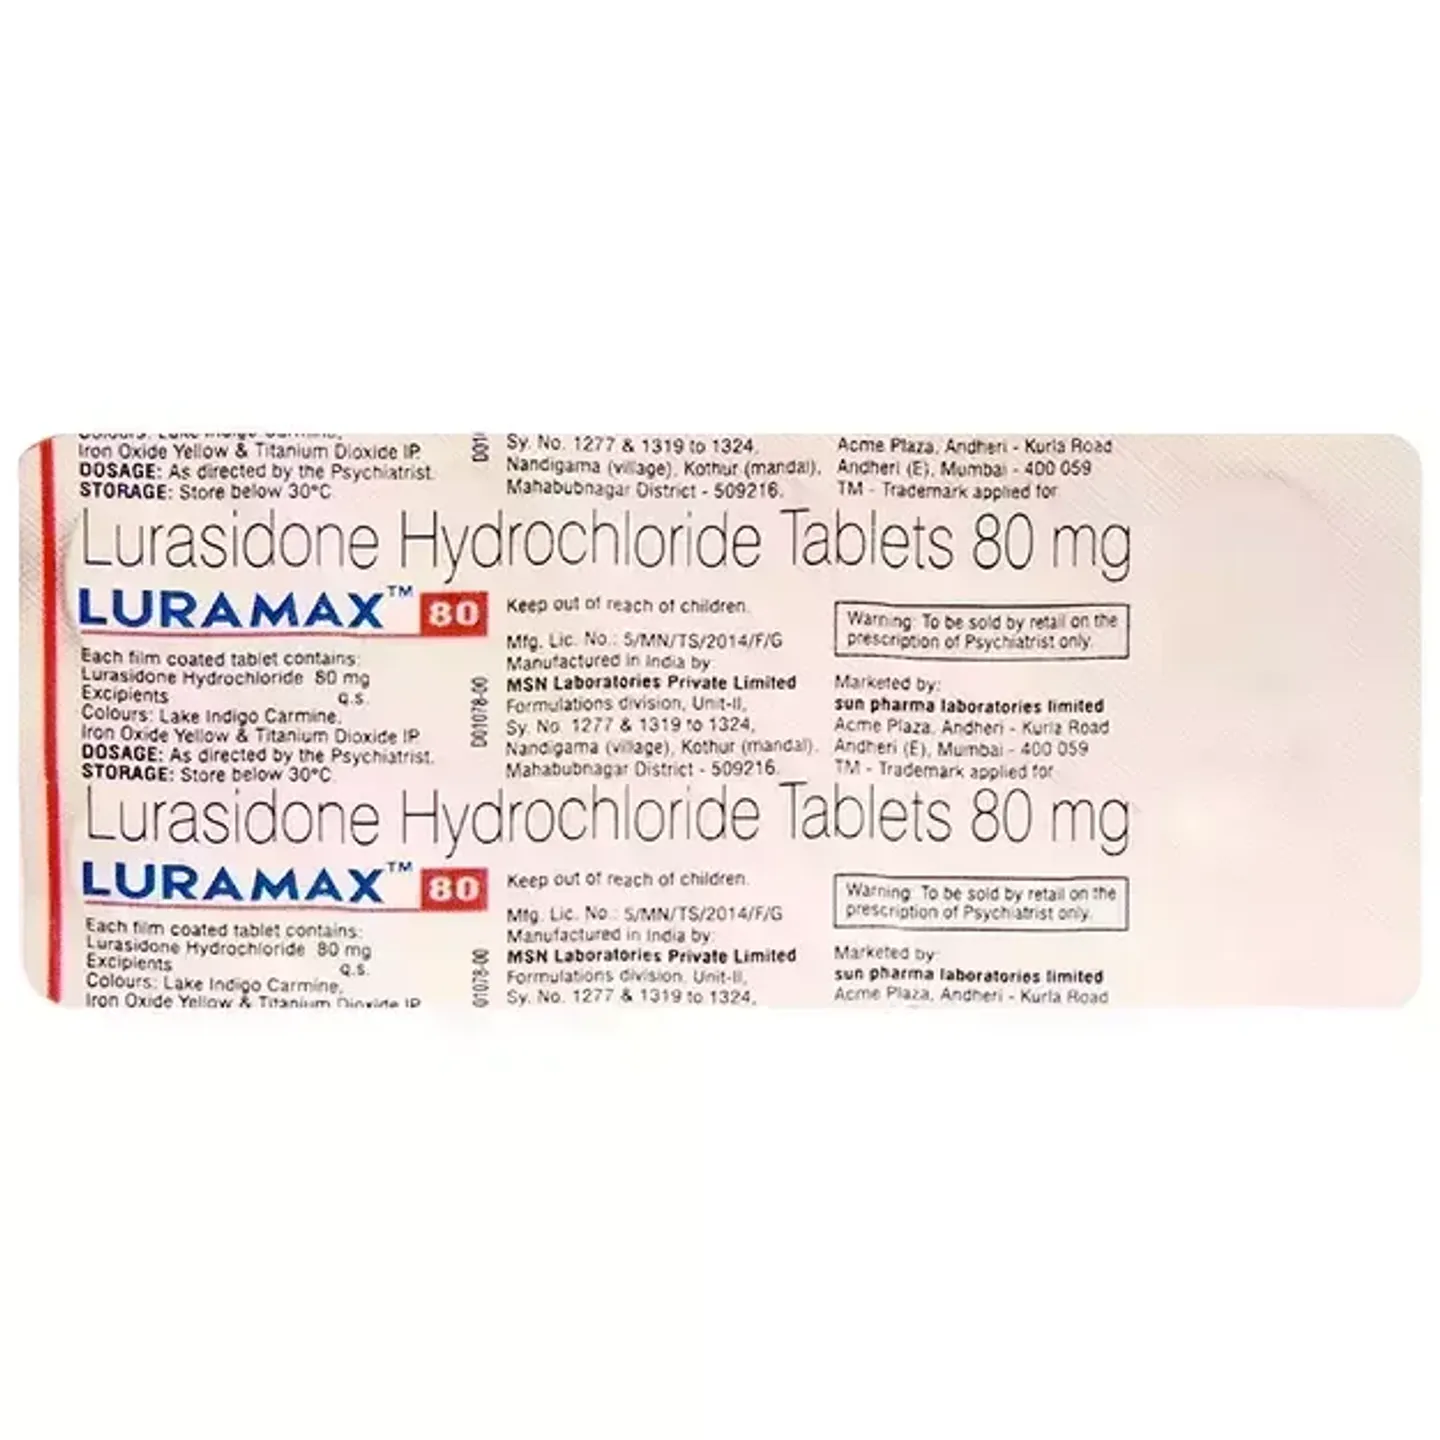 Iron Oxide Yellow & Titanium Dioxide IP.
DOSAGE: As directed by the Psychiatrist.
STORAGE: Store below 30°C
D01
Sy. No. 1277 & 1319 to 1324,
Nandigama (village), Kothur (mandal),
Mahabubnagar District - 509216.
Acme Plaza, Andheri - Kurla Road
Andheri (E), Mumbai - 400 059
TM - Trademark applied for
Lurasidone Hydrochloride Tablets 80 mg
LURAMAX™ 80
Each film coated tablet contains:
Lurasidone Hydrochloride 80 mg
Excipients q.s.
Colours: Lake Indigo Carmine,
Iron Oxide Yellow & Titanium Dioxide IP.
DOSAGE: As directed by the Psychiatrist.
STORAGE: Store below 30°C
D01078-00
Keep out of reach of children.
Mfg. Lic. No.: 5/MN/TS/2014/F/G
Manufactured in India by:
MSN Laboratories Private Limited
Formulations division, Unit-II,
Sy. No. 1277 & 1319 to 1324,
Nandigama (village), Kothur (mandal),
Mahabubnagar District - 509216.
Warning: To be sold by retail on the
prescription of Psychiatrist only.
Marketed by:
sun pharma laboratories limited
Acme Plaza, Andheri - Kurla Road
Andheri (E), Mumbai - 400 059
TM - Trademark applied for
Lurasidone Hydrochloride Tablets 80 mg
LURAMAX™ 80
Each film coated tablet contains:
Lurasidone Hydrochloride 80 mg
Excipients q.s.
Colours: Lake Indigo Carmine,
Iron Oxide Yellow & Titanium Dioxide IP
01078-00
Keep out of reach of children.
Mfg. Lic. No.: 5/MN/TS/2014/F/G
Manufactured in India by:
MSN Laboratories Private Limited
Formulations division, Unit-II,
Sy. No. 1277 & 1319 to 1324,
Warning: To be sold by retail on the
prescription of Psychiatrist only.
Marketed by:
sun pharma laboratories limited
Acme Plaza, Andheri - Kurla Road